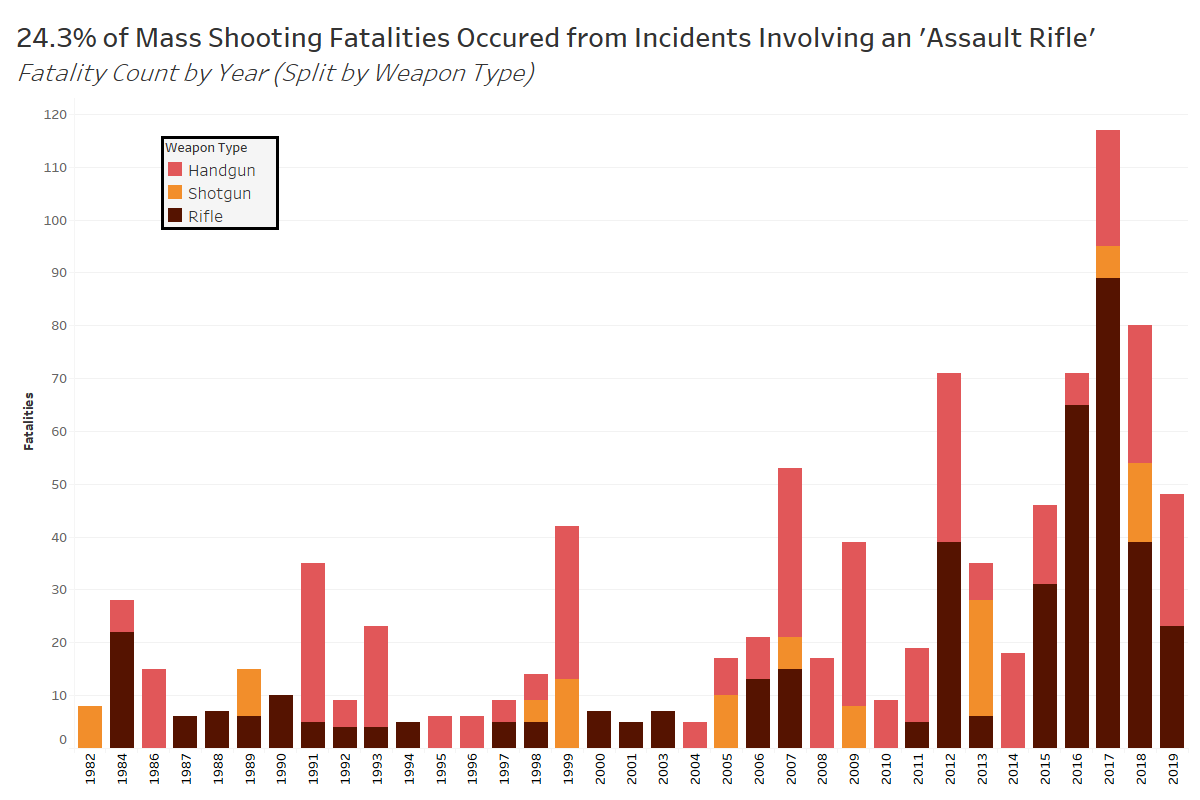 24.3% of Mass Shooting Fatalities Occured from Incidents Involving an 'Assault Rifle'
Fatality Count by Year (Split by Weapon Type)
120
110
100
90
80
70
60
50
40
30
20
10
0
Fatalities
Weapon Type
Handgun
Shotgun
Rifle
1982 1984 1986 1987 1988 1989 1990 1991 1992 1993 1994 1995 1996 1997 1998 1999 2000 2001 2003 2004 2005 2006 2007 2008 2009 2010 2011 2012 2013 2014 2015 2016 2017 2018 2019